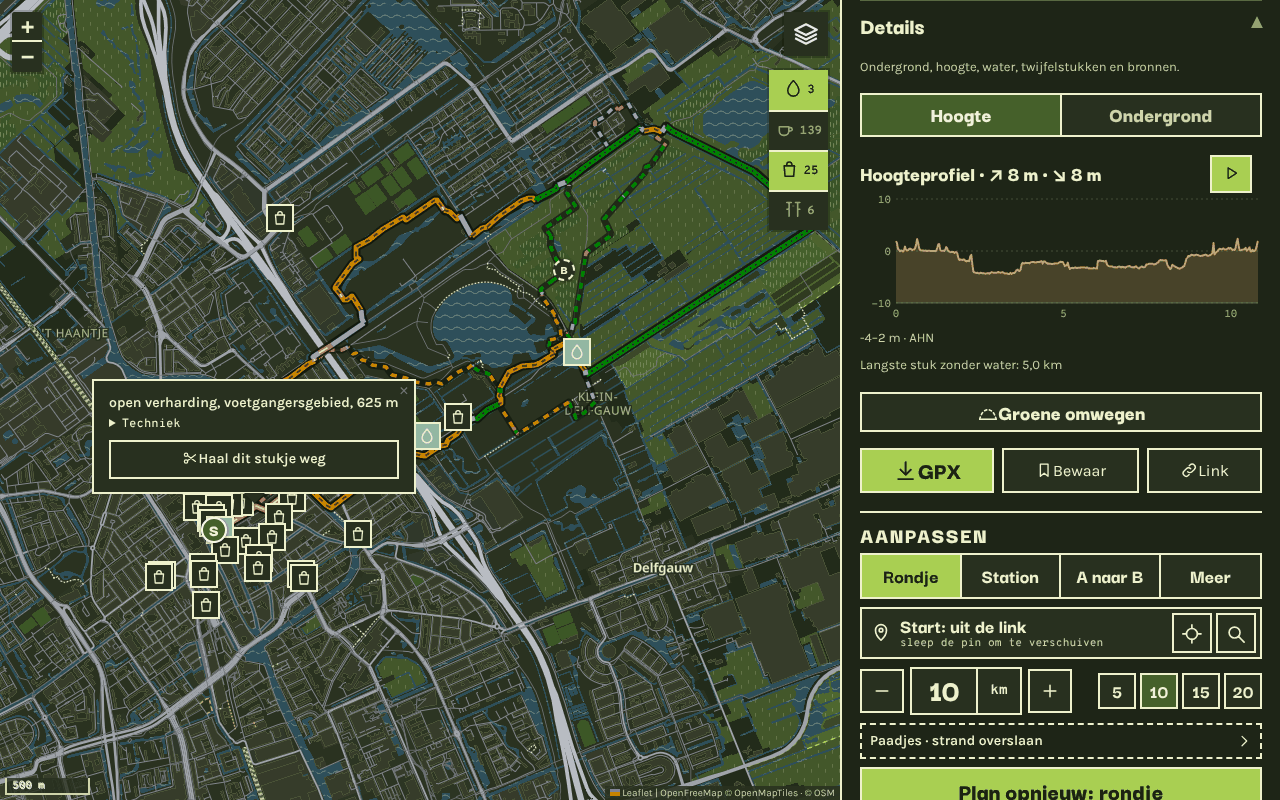 +
−
3
139
25
6
'T HAANTJE
B
KLEIN-
DELFGAUW
×
open verharding, voetgangersgebied, 625 m
Techniek
Haal dit stukje weg
S
Delfgauw
500 m
Leaflet | OpenFreeMap © OpenMapTiles · © OSM
Details
Ondergrond, hoogte, water, twijfelstukken en bronnen.
Hoogte
Ondergrond
Hoogteprofiel · ↗ 8 m · ↘ 8 m
10
0
−10
0 5 10
-4–2 m · AHN
Langste stuk zonder water: 5,0 km
Groene omwegen
GPX
Bewaar
Link
AANPASSEN
Rondje
Station
A naar B
Meer
Start: uit de link
sleep de pin om te verschuiven
−
10
km
+
5
10
15
20
Paadjes · strand overslaan
Plan opnieuw: rondje